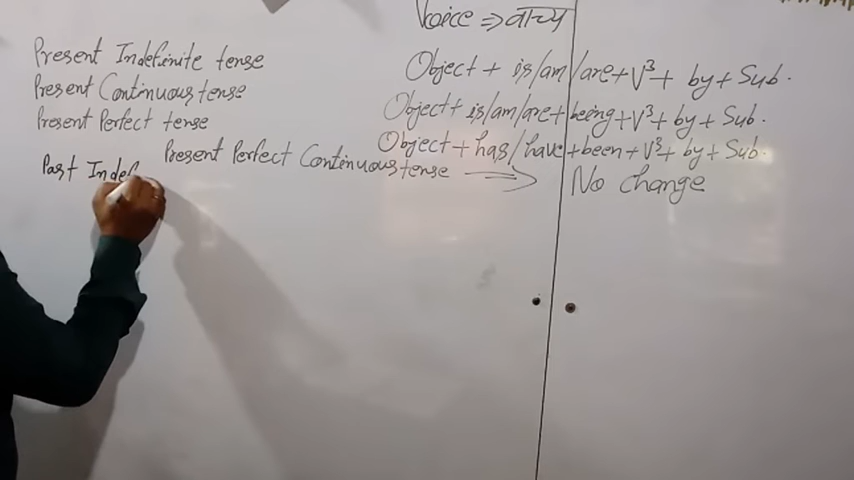 Voice ⇒ वाच्य
Present Indefinite tense
Object + is/am/are + V³ + by + Sub.
Present Continuous tense
Object + is/am/are + being + V³ + by + Sub.
Present Perfect tense
Object + has/have + been + V³ + by + Sub.
Present Perfect Continuous tense ⇒ No change
Past Indef